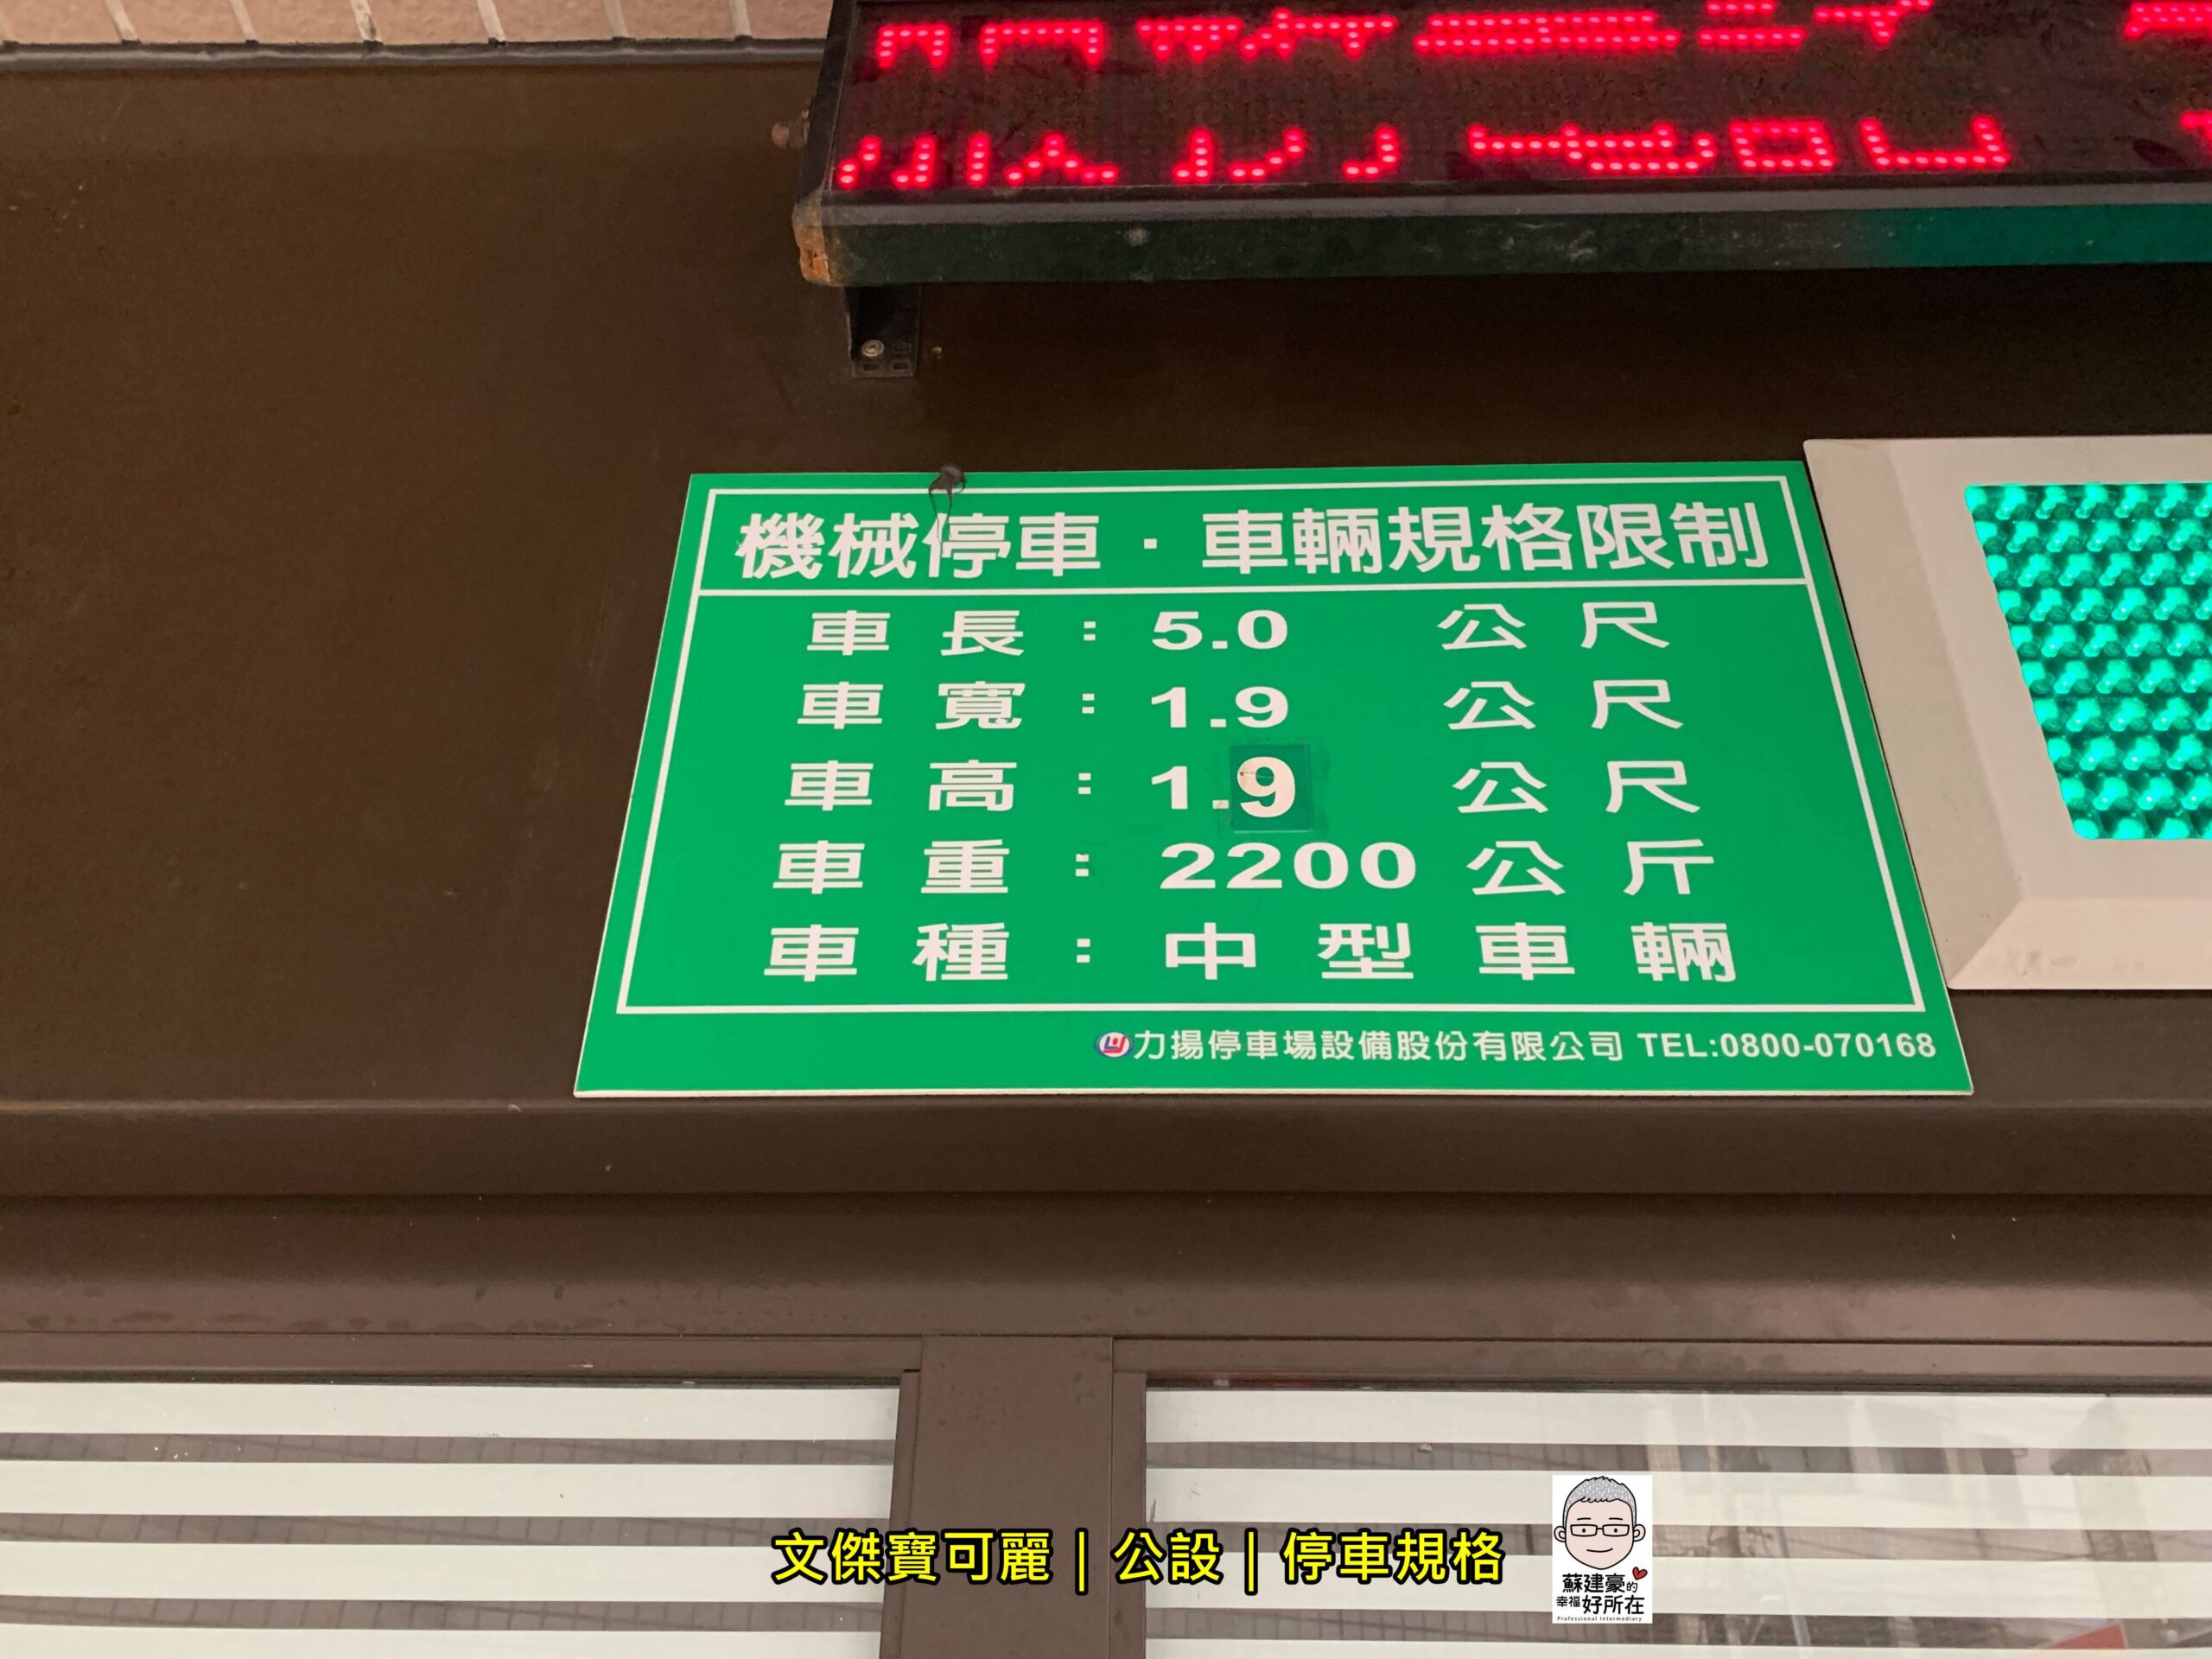 機械停車·車輛規格限制
車長：5.0 公尺
車寬：1.9 公尺
車高：1.9 公尺
車重：2200 公斤
車種：中型車輛
力揚停車場設備股份有限公司 TEL:0800-070168
文傑寶可麗｜公設｜停車規格
蘇建豪的
幸福好所在
Professional Intermediary